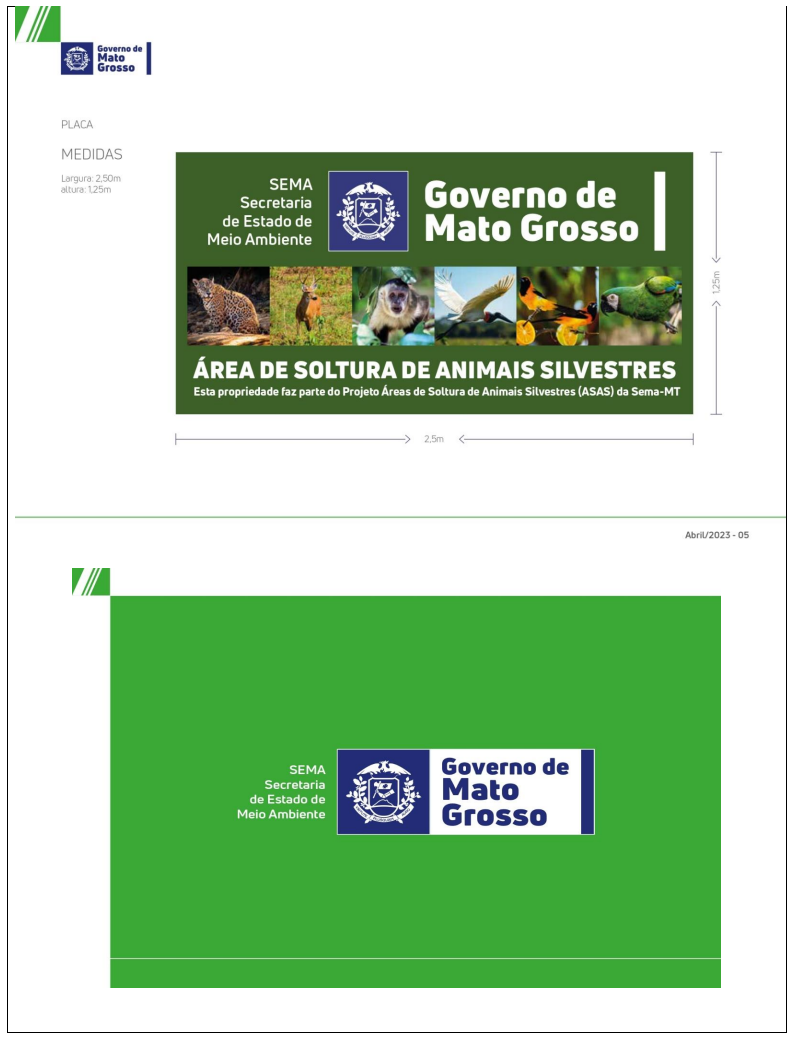 Governo de
Mato
Grosso
PLACA
MEDIDAS
Largura: 2,50m
altura: 1,25m
SEMA
Secretaria
de Estado de
Meio Ambiente
Governo de
Mato Grosso
ÁREA DE SOLTURA DE ANIMAIS SILVESTRES
Esta propriedade faz parte do Projeto Áreas de Soltura de Animais Silvestres (ASAS) da Sema-MT
1,25m
2,5m
Abril/2023 - 05
SEMA
Secretaria
de Estado de
Meio Ambiente
Governo de
Mato
Grosso